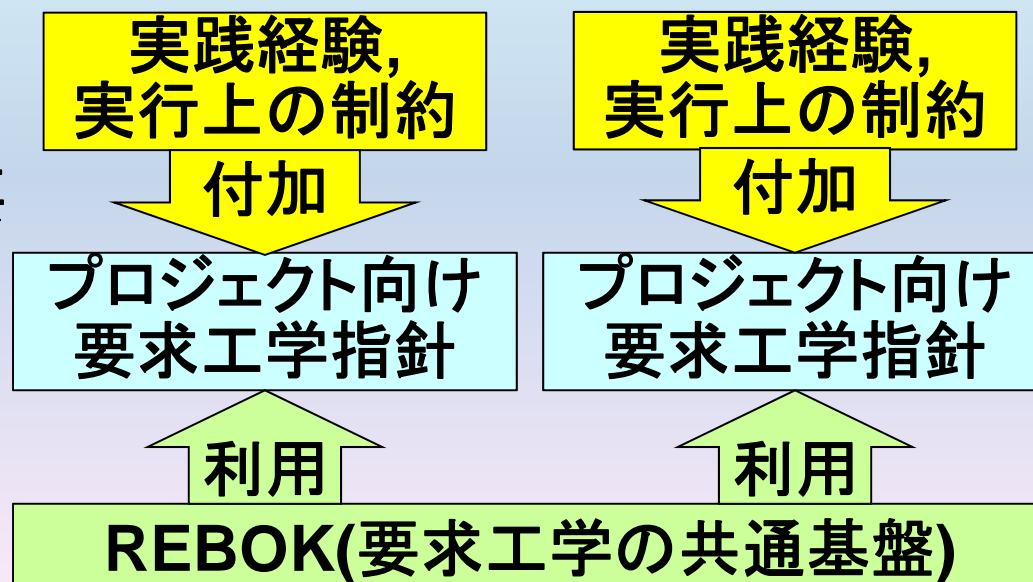 実践経験,
実行上の制約
付加
プロジェクト向け
要求工学指針
利用
実践経験,
実行上の制約
付加
プロジェクト向け
要求工学指針
利用
REBOK(要求工学の共通基盤)